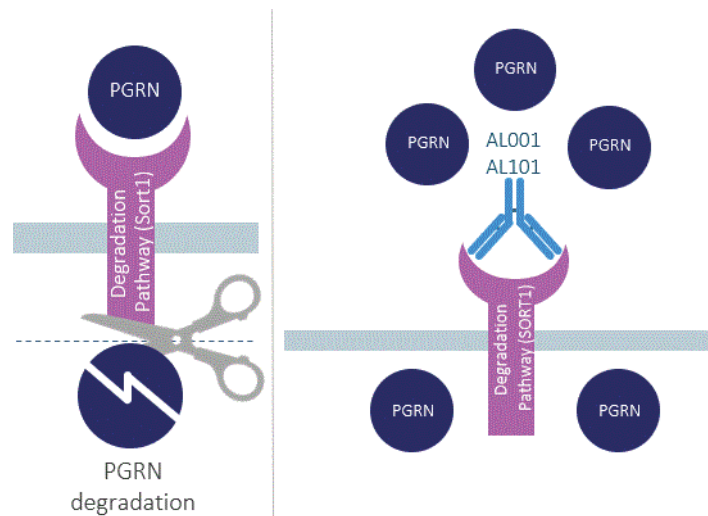 PGRN
Degradation
Pathway (Sort1)
PGRN
degradation
PGRN
PGRN
PGRN
AL001
AL101
Degradation
Pathway (SORT1)
PGRN
PGRN